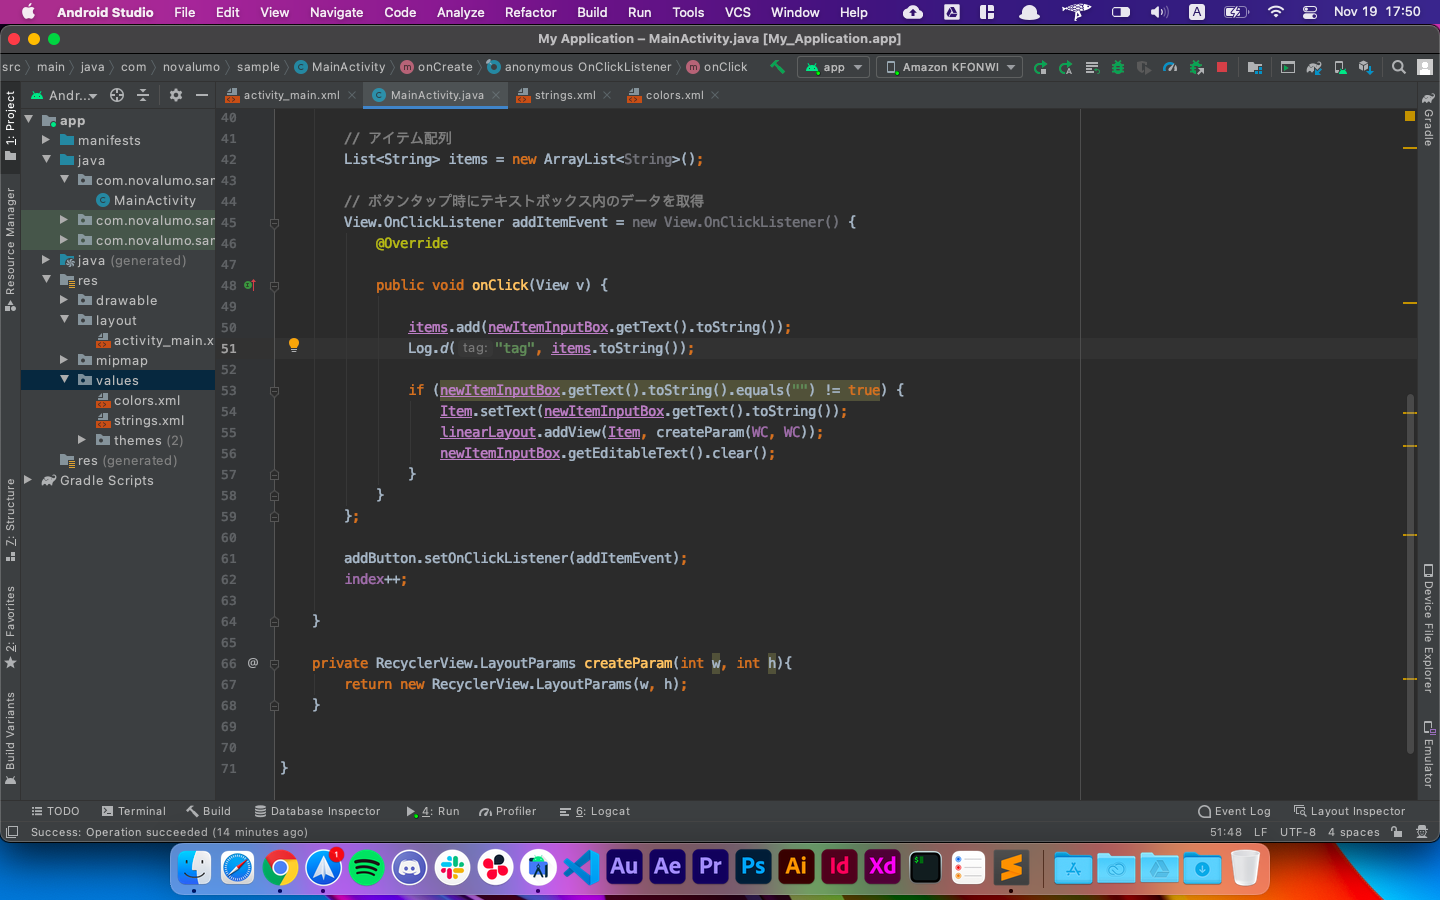 Android Studio File Edit View Navigate Code Analyze Refactor Build Run Tools VCS Window Help A Nov 19 17:50
My Application – MainActivity.java [My_Application.app]
src main java com novalumo sample MainActivity onCreate anonymous OnClickListener onClick app Amazon KFONWI
Andr... activity_main.xml MainActivity.java strings.xml colors.xml
1: Project
Resource Manager
7: Structure
2: Favorites
Build Variants
app
manifests
java
com.novalumo.sar
MainActivity
com.novalumo.sar
com.novalumo.sar
java (generated)
res
drawable
layout
activity_main.x
mipmap
values
colors.xml
strings.xml
themes (2)
res (generated)
Gradle Scripts
40
41 // アイテム配列
42 List<String> items = new ArrayList<String>();
43
44 // ボタンタップ時にテキストボックス内のデータを取得
45 View.OnClickListener addItemEvent = new View.OnClickListener() {
46 @Override
47
48 public void onClick(View v) {
49
50 items.add(newItemInputBox.getText().toString());
51 Log.d( tag: "tag", items.toString());
52
53 if (newItemInputBox.getText().toString().equals("") != true) {
54 Item.setText(newItemInputBox.getText().toString());
55 linearLayout.addView(Item, createParam(WC, WC));
56 newItemInputBox.getEditableText().clear();
57 }
58 }
59 };
60
61 addButton.setOnClickListener(addItemEvent);
62 index++;
63
64 }
65
66 @ private RecyclerView.LayoutParams createParam(int w, int h){
67 return new RecyclerView.LayoutParams(w, h);
68 }
69
70
71 }
Gradle
Device File Explorer
Emulator
TODO Terminal Build Database Inspector 4: Run Profiler 6: Logcat Event Log Layout Inspector
Success: Operation succeeded (14 minutes ago) 51:48 LF UTF-8 4 spaces
1 Au Ae Pr Ps Ai Id Xd $